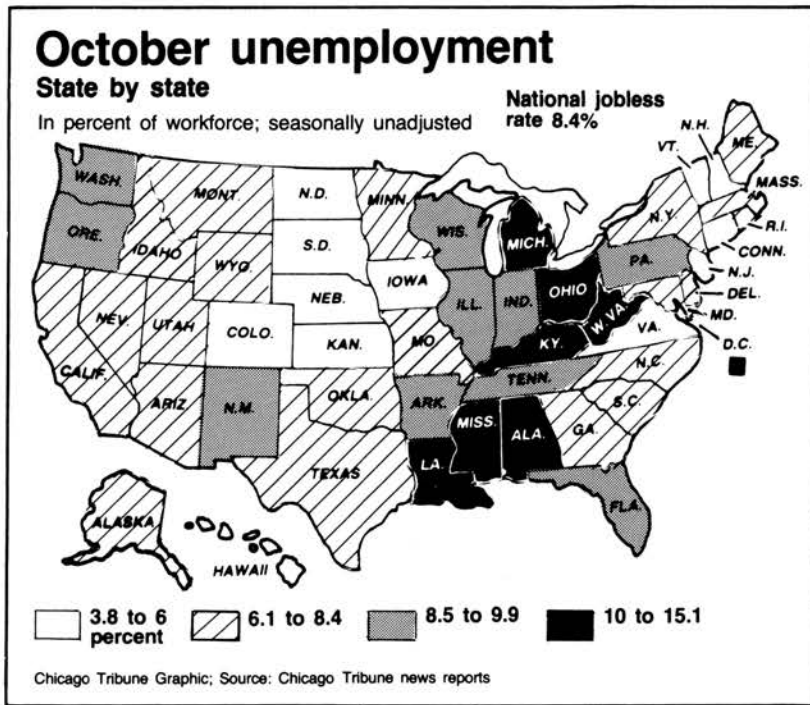 October unemployment
State by state
In percent of workforce; seasonally unadjusted
National jobless
rate 8.4%
WASH.
ORE.
IDAHO
MONT.
WYO.
NEV.
UTAH
CALIF.
ARIZ.
COLO.
N.M.
N.D.
S.D.
NEB.
KAN.
OKLA.
TEXAS
MINN.
IOWA
MO
ARK.
LA.
WIS.
ILL.
IND.
MICH.
OHIO
KY.
W.VA.
TENN.
MISS.
ALA.
GA.
FLA.
S.C.
N.C.
VA.
PA.
N.Y.
VT.
N.H.
ME.
MASS.
R.I.
CONN.
N.J.
DEL.
MD.
D.C.
ALASKA
HAWAII
3.8 to 6
percent
6.1 to 8.4
8.5 to 9.9
10 to 15.1
Chicago Tribune Graphic; Source: Chicago Tribune news reports